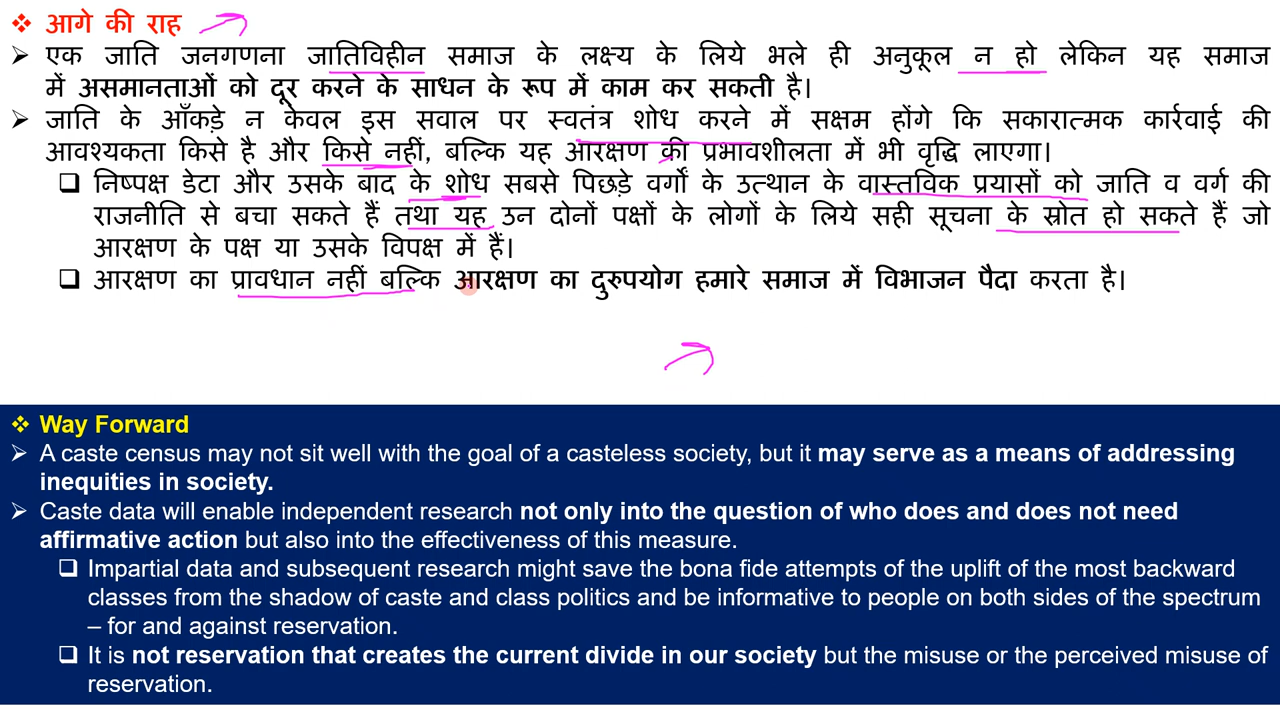 ❖ आगे की राह
➢ एक जाति जनगणना जातिविहीन समाज के लक्ष्य के लिये भले ही अनुकूल न हो लेकिन यह समाज
में असमानताओं को दूर करने के साधन के रूप में काम कर सकती है।
➢ जाति के आँकड़े न केवल इस सवाल पर स्वतंत्र शोध करने में सक्षम होंगे कि सकारात्मक कार्रवाई की
आवश्यकता किसे है और किसे नहीं, बल्कि यह आरक्षण की प्रभावशीलता में भी वृद्धि लाएगा।
❑ निष्पक्ष डेटा और उसके बाद के शोध सबसे पिछड़े वर्गों के उत्थान के वास्तविक प्रयासों को जाति व वर्ग की
राजनीति से बचा सकते हैं तथा यह उन दोनों पक्षों के लोगों के लिये सही सूचना के स्रोत हो सकते हैं जो
आरक्षण के पक्ष या उसके विपक्ष में हैं।
❑ आरक्षण का प्रावधान नहीं बल्कि आरक्षण का दुरुपयोग हमारे समाज में विभाजन पैदा करता है।
❖ Way Forward
➢ A caste census may not sit well with the goal of a casteless society, but it may serve as a means of addressing
inequities in society.
➢ Caste data will enable independent research not only into the question of who does and does not need
affirmative action but also into the effectiveness of this measure.
❑ Impartial data and subsequent research might save the bona fide attempts of the uplift of the most backward
classes from the shadow of caste and class politics and be informative to people on both sides of the spectrum
– for and against reservation.
❑ It is not reservation that creates the current divide in our society but the misuse or the perceived misuse of
reservation.